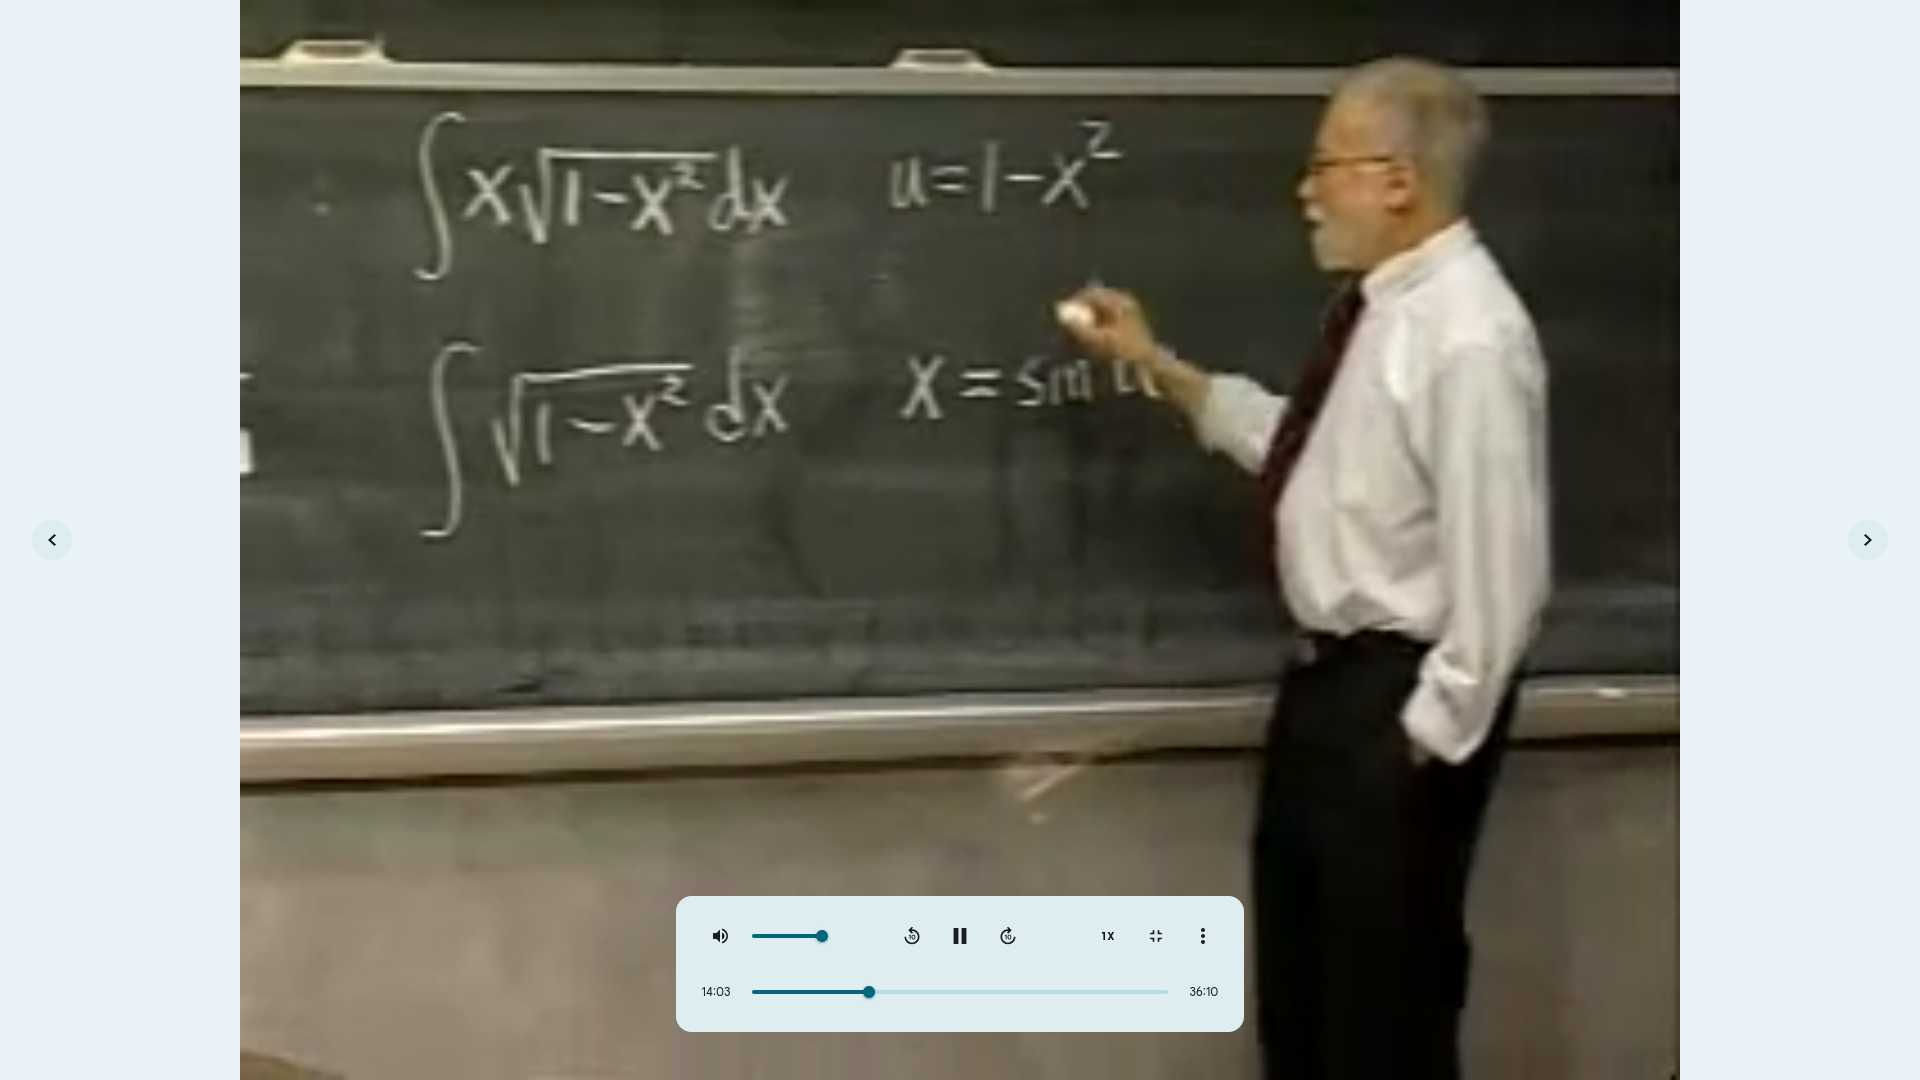 ∫ x√1-x² dx u=1-x²
∫ √1-x² dx x = sin u
1X
14:03 36:10